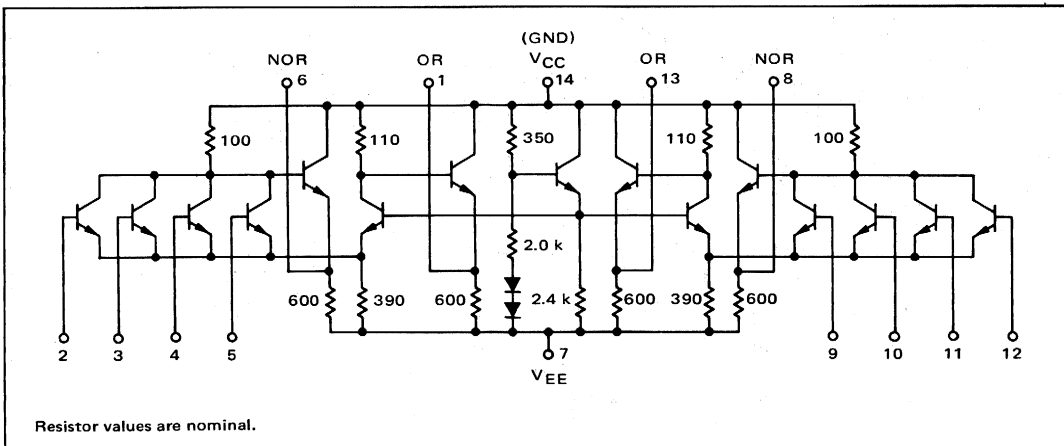 (GND)
NOR OR VCC OR NOR
6 1 14 13 8
100 110 350 110 100
2.0 k
600 390 600 2.4 k 600 390 600
2 3 4 5 7 9 10 11 12
VEE
Resistor values are nominal.